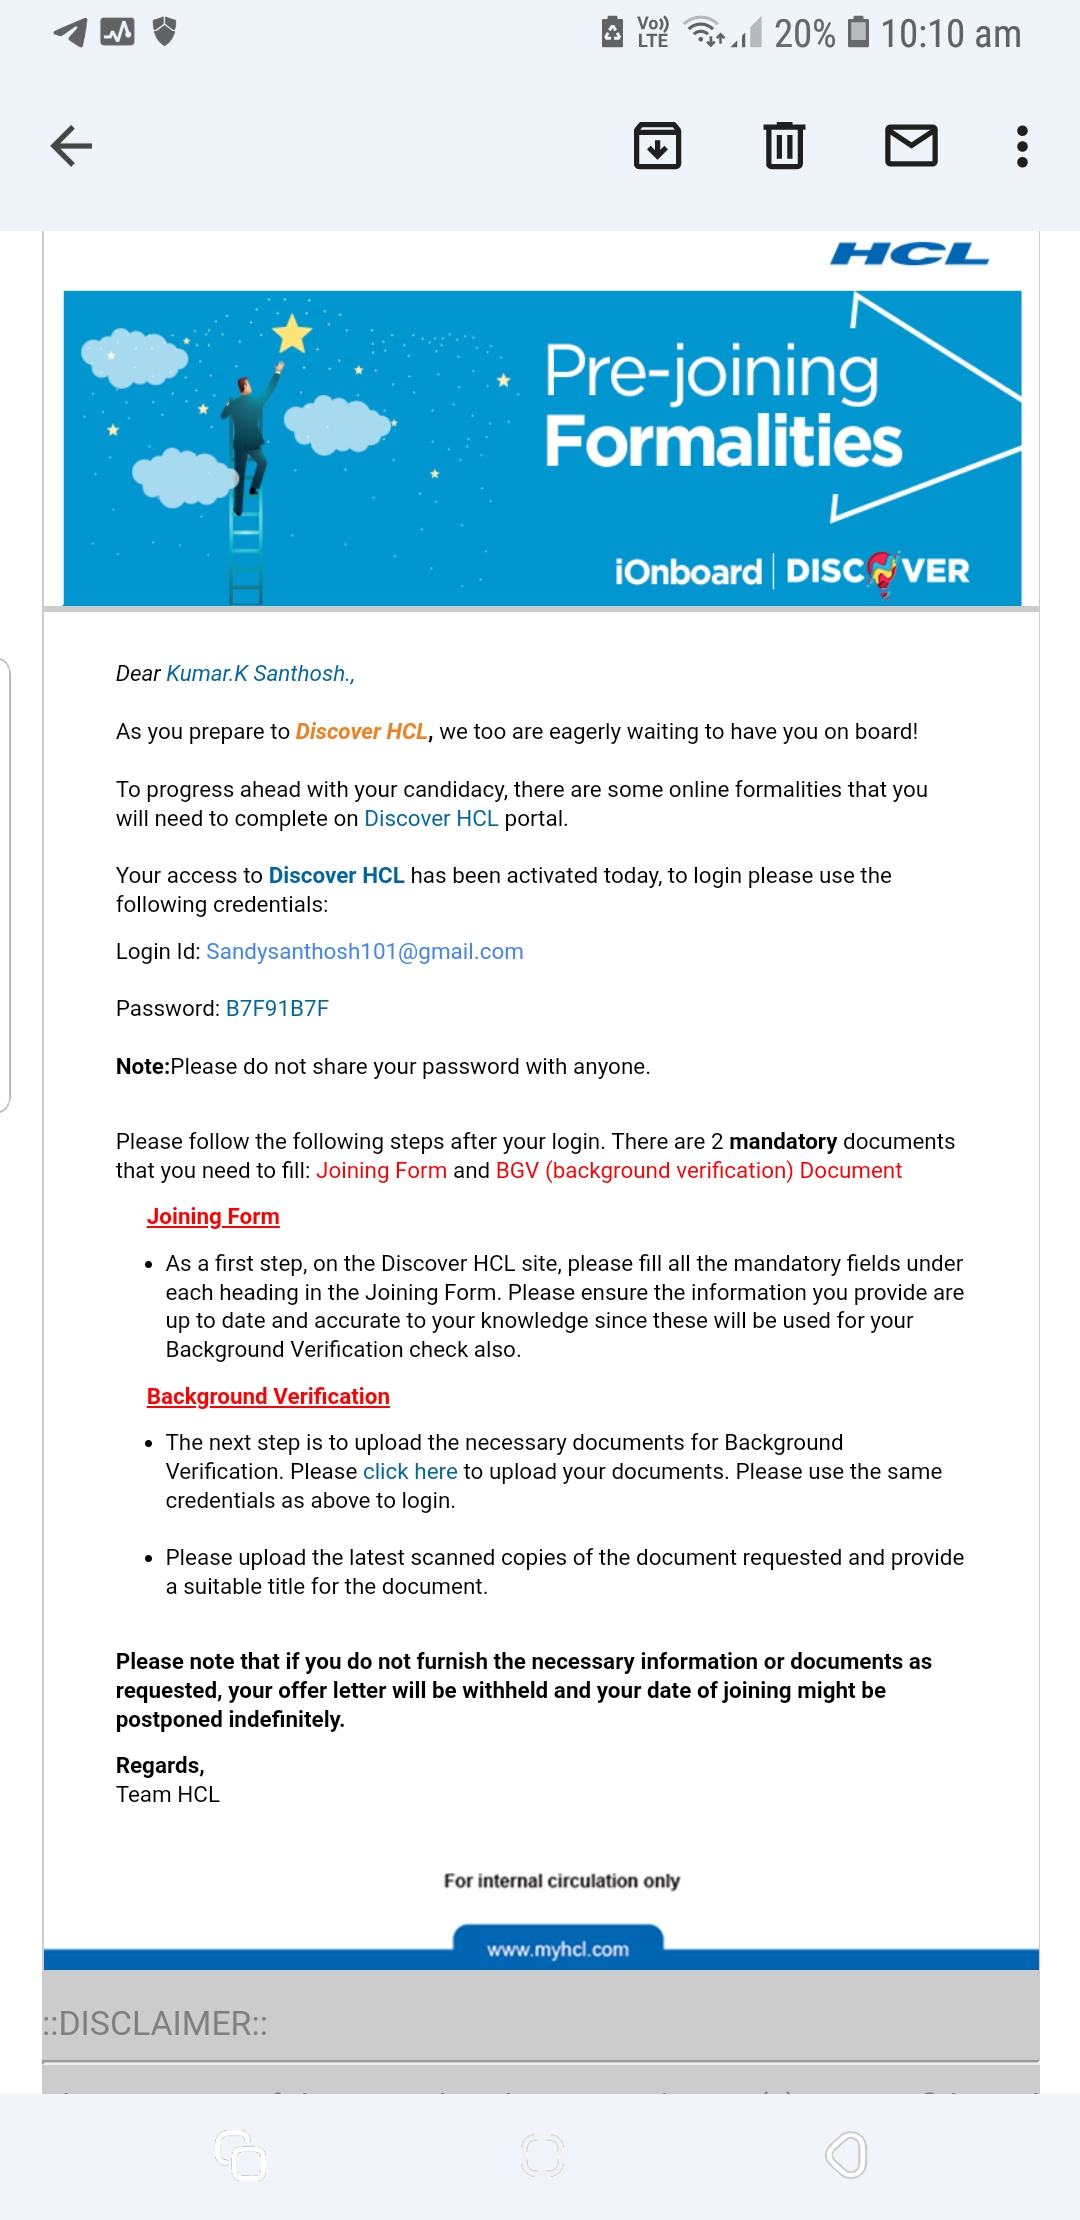 Vo)) LTE 20% 10:10 am
HCL
Pre-joining
Formalities
iOnboard | DISCOVER
Dear Kumar.K Santhosh.,
As you prepare to Discover HCL, we too are eagerly waiting to have you on board!
To progress ahead with your candidacy, there are some online formalities that you
will need to complete on Discover HCL portal.
Your access to Discover HCL has been activated today, to login please use the
following credentials:
Login Id: Sandysanthosh101@gmail.com
Password: B7F91B7F
Note:Please do not share your password with anyone.
Please follow the following steps after your login. There are 2 mandatory documents
that you need to fill: Joining Form and BGV (background verification) Document
Joining Form
• As a first step, on the Discover HCL site, please fill all the mandatory fields under
each heading in the Joining Form. Please ensure the information you provide are
up to date and accurate to your knowledge since these will be used for your
Background Verification check also.
Background Verification
• The next step is to upload the necessary documents for Background
Verification. Please click here to upload your documents. Please use the same
credentials as above to login.
• Please upload the latest scanned copies of the document requested and provide
a suitable title for the document.
Please note that if you do not furnish the necessary information or documents as
requested, your offer letter will be withheld and your date of joining might be
postponed indefinitely.
Regards,
Team HCL
For internal circulation only
www.myhcl.com
::DISCLAIMER::